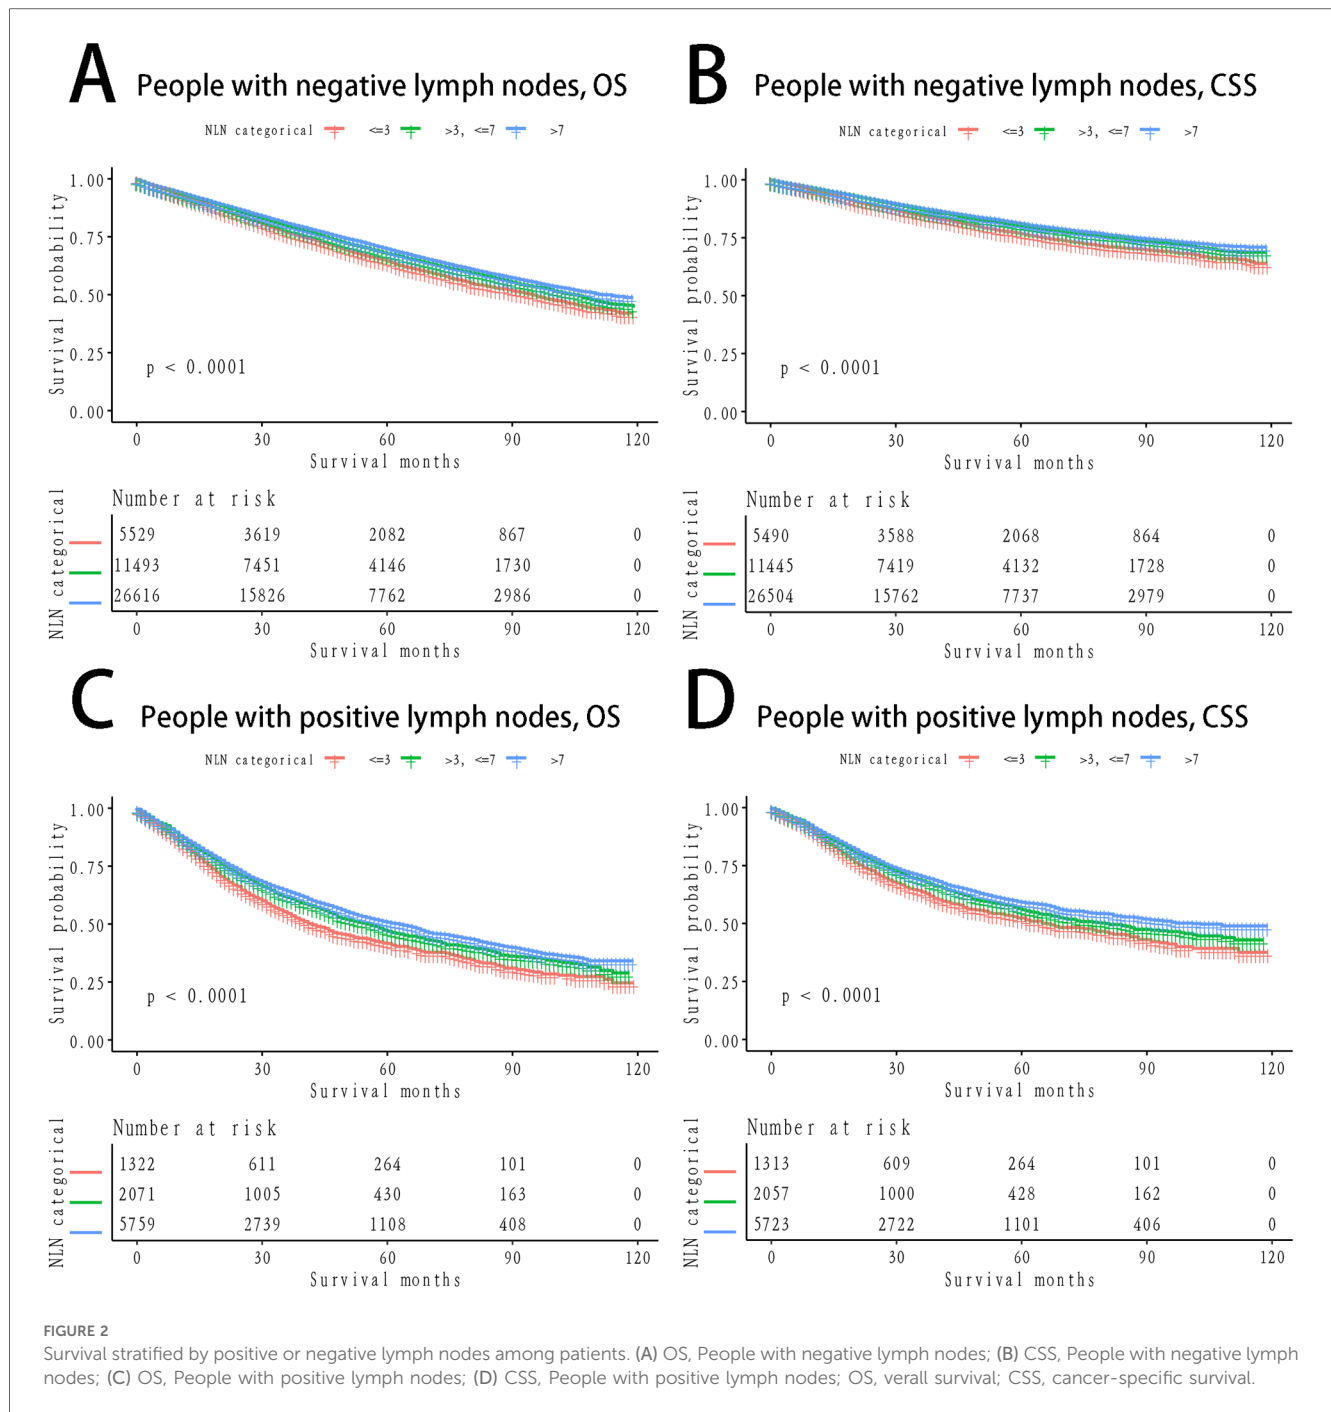 A People with negative lymph nodes, OS
NLN categorical <=3 >3, <=7 >7
Survival probability
1.00
0.75
0.50
0.25
0.00
p < 0.0001
0 30 60 90 120
Survival months
Number at risk
NLN categorical
5529 3619 2082 867 0
11493 7451 4146 1730 0
26616 15826 7762 2986 0
0 30 60 90 120
Survival months
B People with negative lymph nodes, CSS
NLN categorical <=3 >3, <=7 >7
Survival probability
1.00
0.75
0.50
0.25
0.00
p < 0.0001
0 30 60 90 120
Survival months
Number at risk
NLN categorical
5490 3588 2068 864 0
11445 7419 4132 1728 0
26504 15762 7737 2979 0
0 30 60 90 120
Survival months
C People with positive lymph nodes, OS
NLN categorical <=3 >3, <=7 >7
Survival probability
1.00
0.75
0.50
0.25
0.00
p < 0.0001
0 30 60 90 120
Survival months
Number at risk
NLN categorical
1322 611 264 101 0
2071 1005 430 163 0
5759 2739 1108 408 0
0 30 60 90 120
Survival months
D People with positive lymph nodes, CSS
NLN categorical <=3 >3, <=7 >7
Survival probability
1.00
0.75
0.50
0.25
0.00
p < 0.0001
0 30 60 90 120
Survival months
Number at risk
NLN categorical
1313 609 264 101 0
2057 1000 428 162 0
5723 2722 1101 406 0
0 30 60 90 120
Survival months
FIGURE 2
Survival stratified by positive or negative lymph nodes among patients. (A) OS, People with negative lymph nodes; (B) CSS, People with negative lymph
nodes; (C) OS, People with positive lymph nodes; (D) CSS, People with positive lymph nodes; OS, verall survival; CSS, cancer-specific survival.